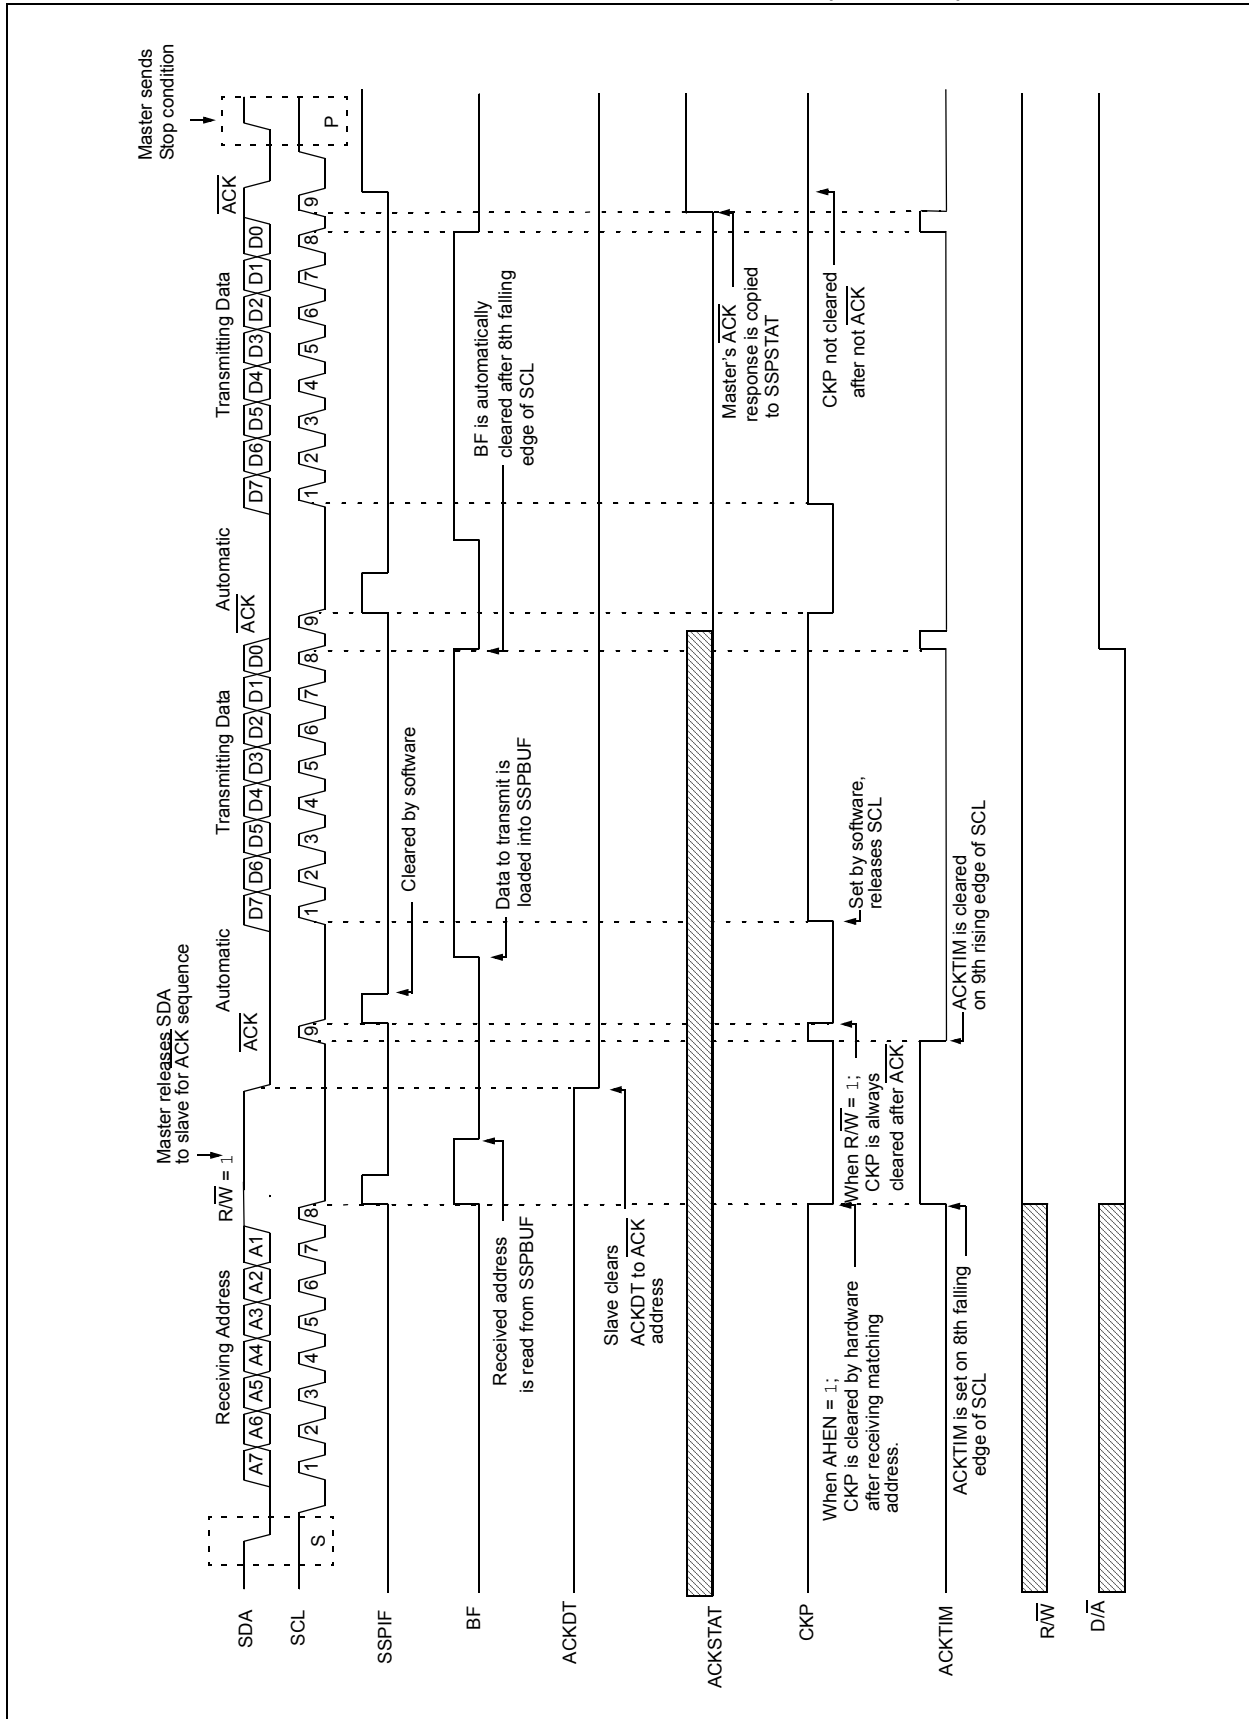 Master sends
Stop condition
Master releases SDA
to slave for ACK sequence
Receiving Address
R/W = 1
Automatic
Transmitting Data
Automatic
Transmitting Data
ACK
ACK
ACK
SDA
A7 A6 A5 A4 A3 A2 A1
D7 D6 D5 D4 D3 D2 D1 D0
D7 D6 D5 D4 D3 D2 D1 D0
SCL
S
1 2 3 4 5 6 7 8 9
1 2 3 4 5 6 7 8 9
1 2 3 4 5 6 7 8 9
P
SSPIF
Cleared by software
BF
Received address
is read from SSPBUF
Data to transmit is
loaded into SSPBUF
BF is automatically
cleared after 8th falling
edge of SCL
ACKDT
Slave clears
ACKDT to ACK
address
ACKSTAT
Master's ACK
response is copied
to SSPSTAT
CKP
When AHEN = 1;
CKP is cleared by hardware
after receiving matching
address.
When R/W = 1;
CKP is always
cleared after ACK
Set by software,
releases SCL
CKP not cleared
after not ACK
ACKTIM
ACKTIM is set on 8th falling
edge of SCL
ACKTIM is cleared
on 9th rising edge of SCL
R/W
D/A